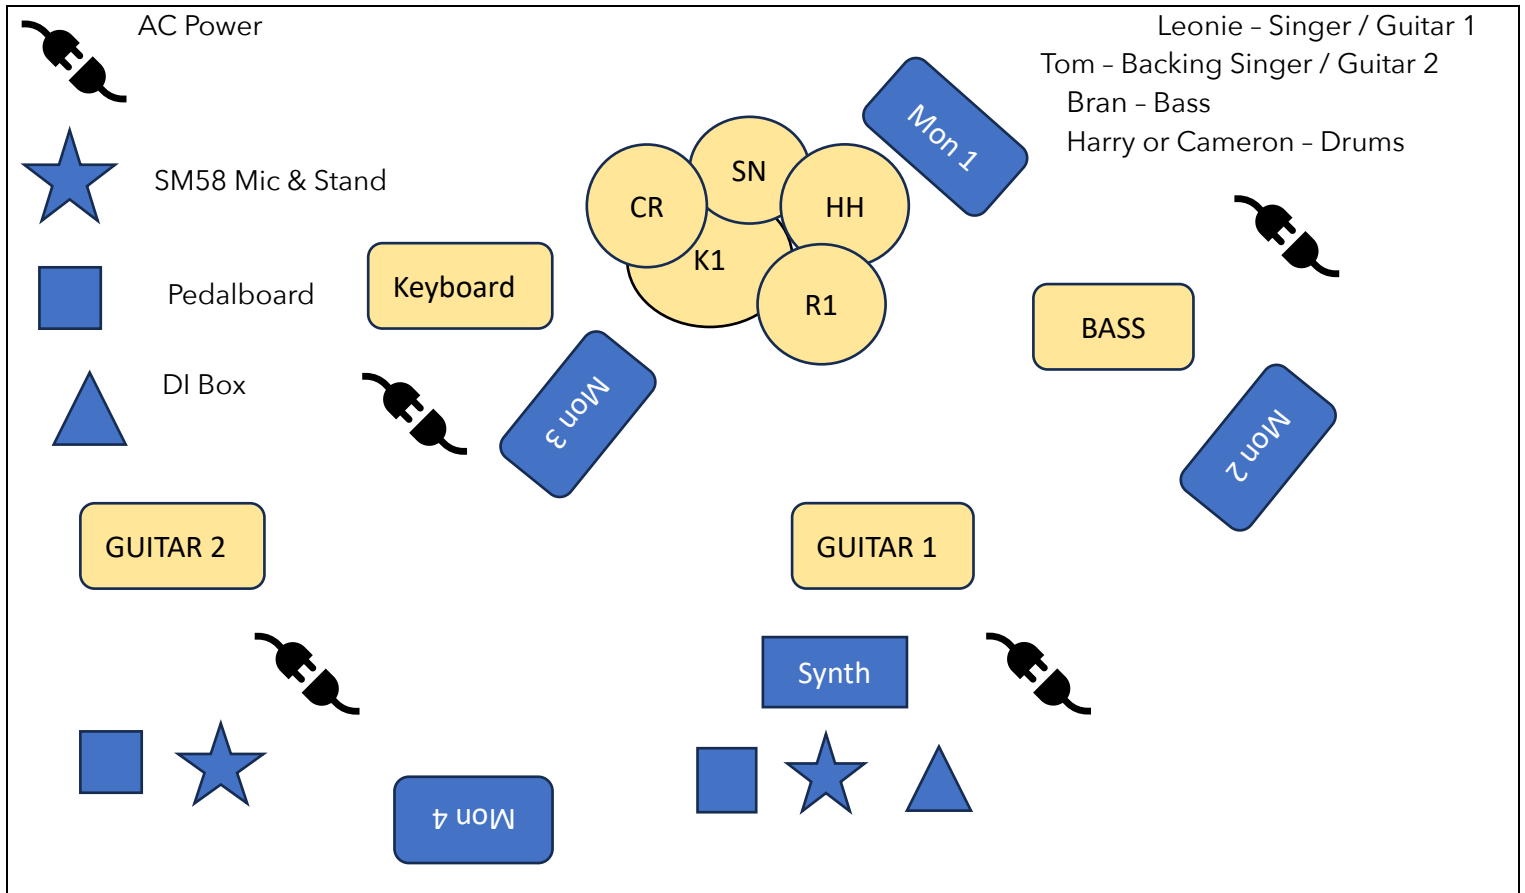 AC Power
Leonie – Singer / Guitar 1
Tom – Backing Singer / Guitar 2
Bran – Bass
Harry or Cameron – Drums
Mon 1
SN
CR
HH
SM58 Mic & Stand
K1
Keyboard
Pedalboard
R1
BASS
DI Box
Mon 3
Mon 2
GUITAR 2
GUITAR 1
Synth
Mon 4